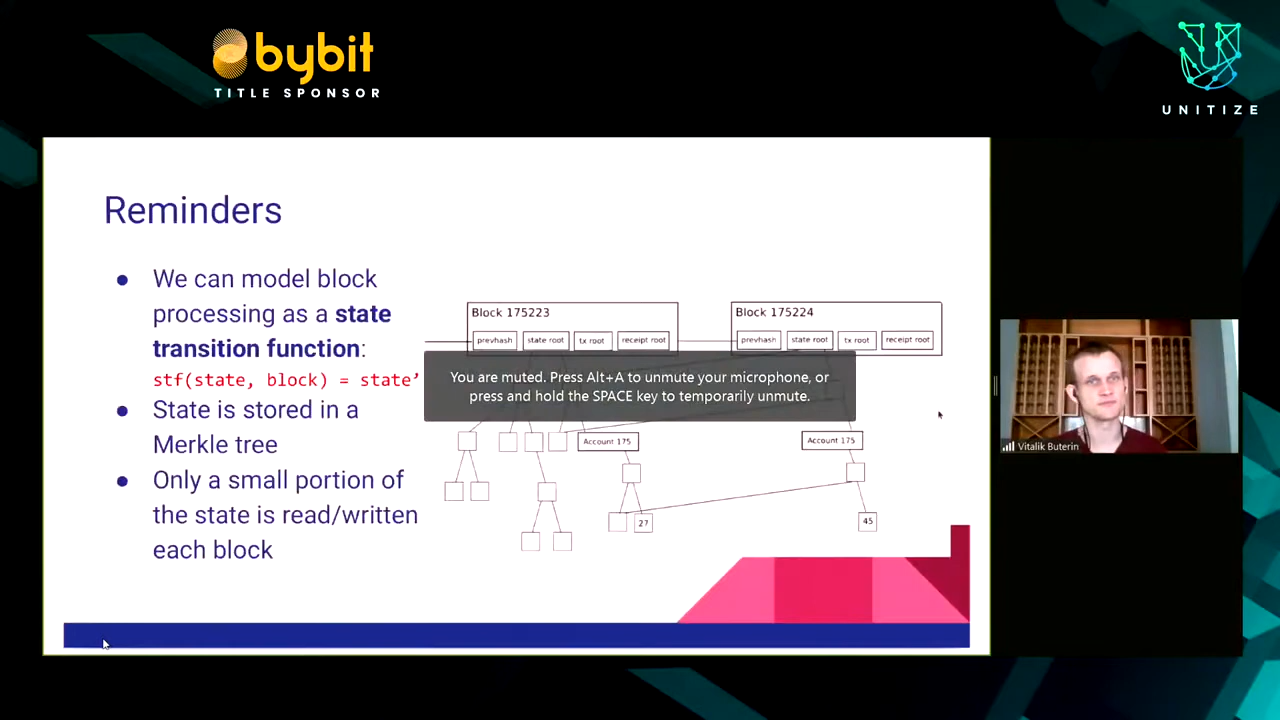 bybit
TITLE SPONSOR
UNITIZE
Reminders
● We can model block
processing as a state
transition function:
stf(state, block) = state’
● State is stored in a
Merkle tree
● Only a small portion of
the state is read/written
each block
Block 175223
prevhash state root tx root receipt root
Block 175224
prevhash state root tx root receipt root
You are muted. Press Alt+A to unmute your microphone, or
press and hold the SPACE key to temporarily unmute.
Account 175
Account 175
27
45
Vitalik Buterin